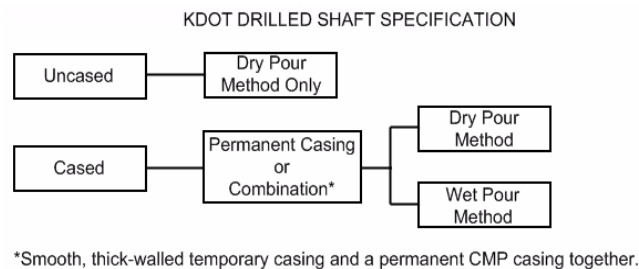 KDOT DRILLED SHAFT SPECIFICATION
Uncased
Dry Pour
Method Only
Cased
Permanent Casing
or
Combination*
Dry Pour
Method
Wet Pour
Method
*Smooth, thick-walled temporary casing and a permanent CMP casing together.